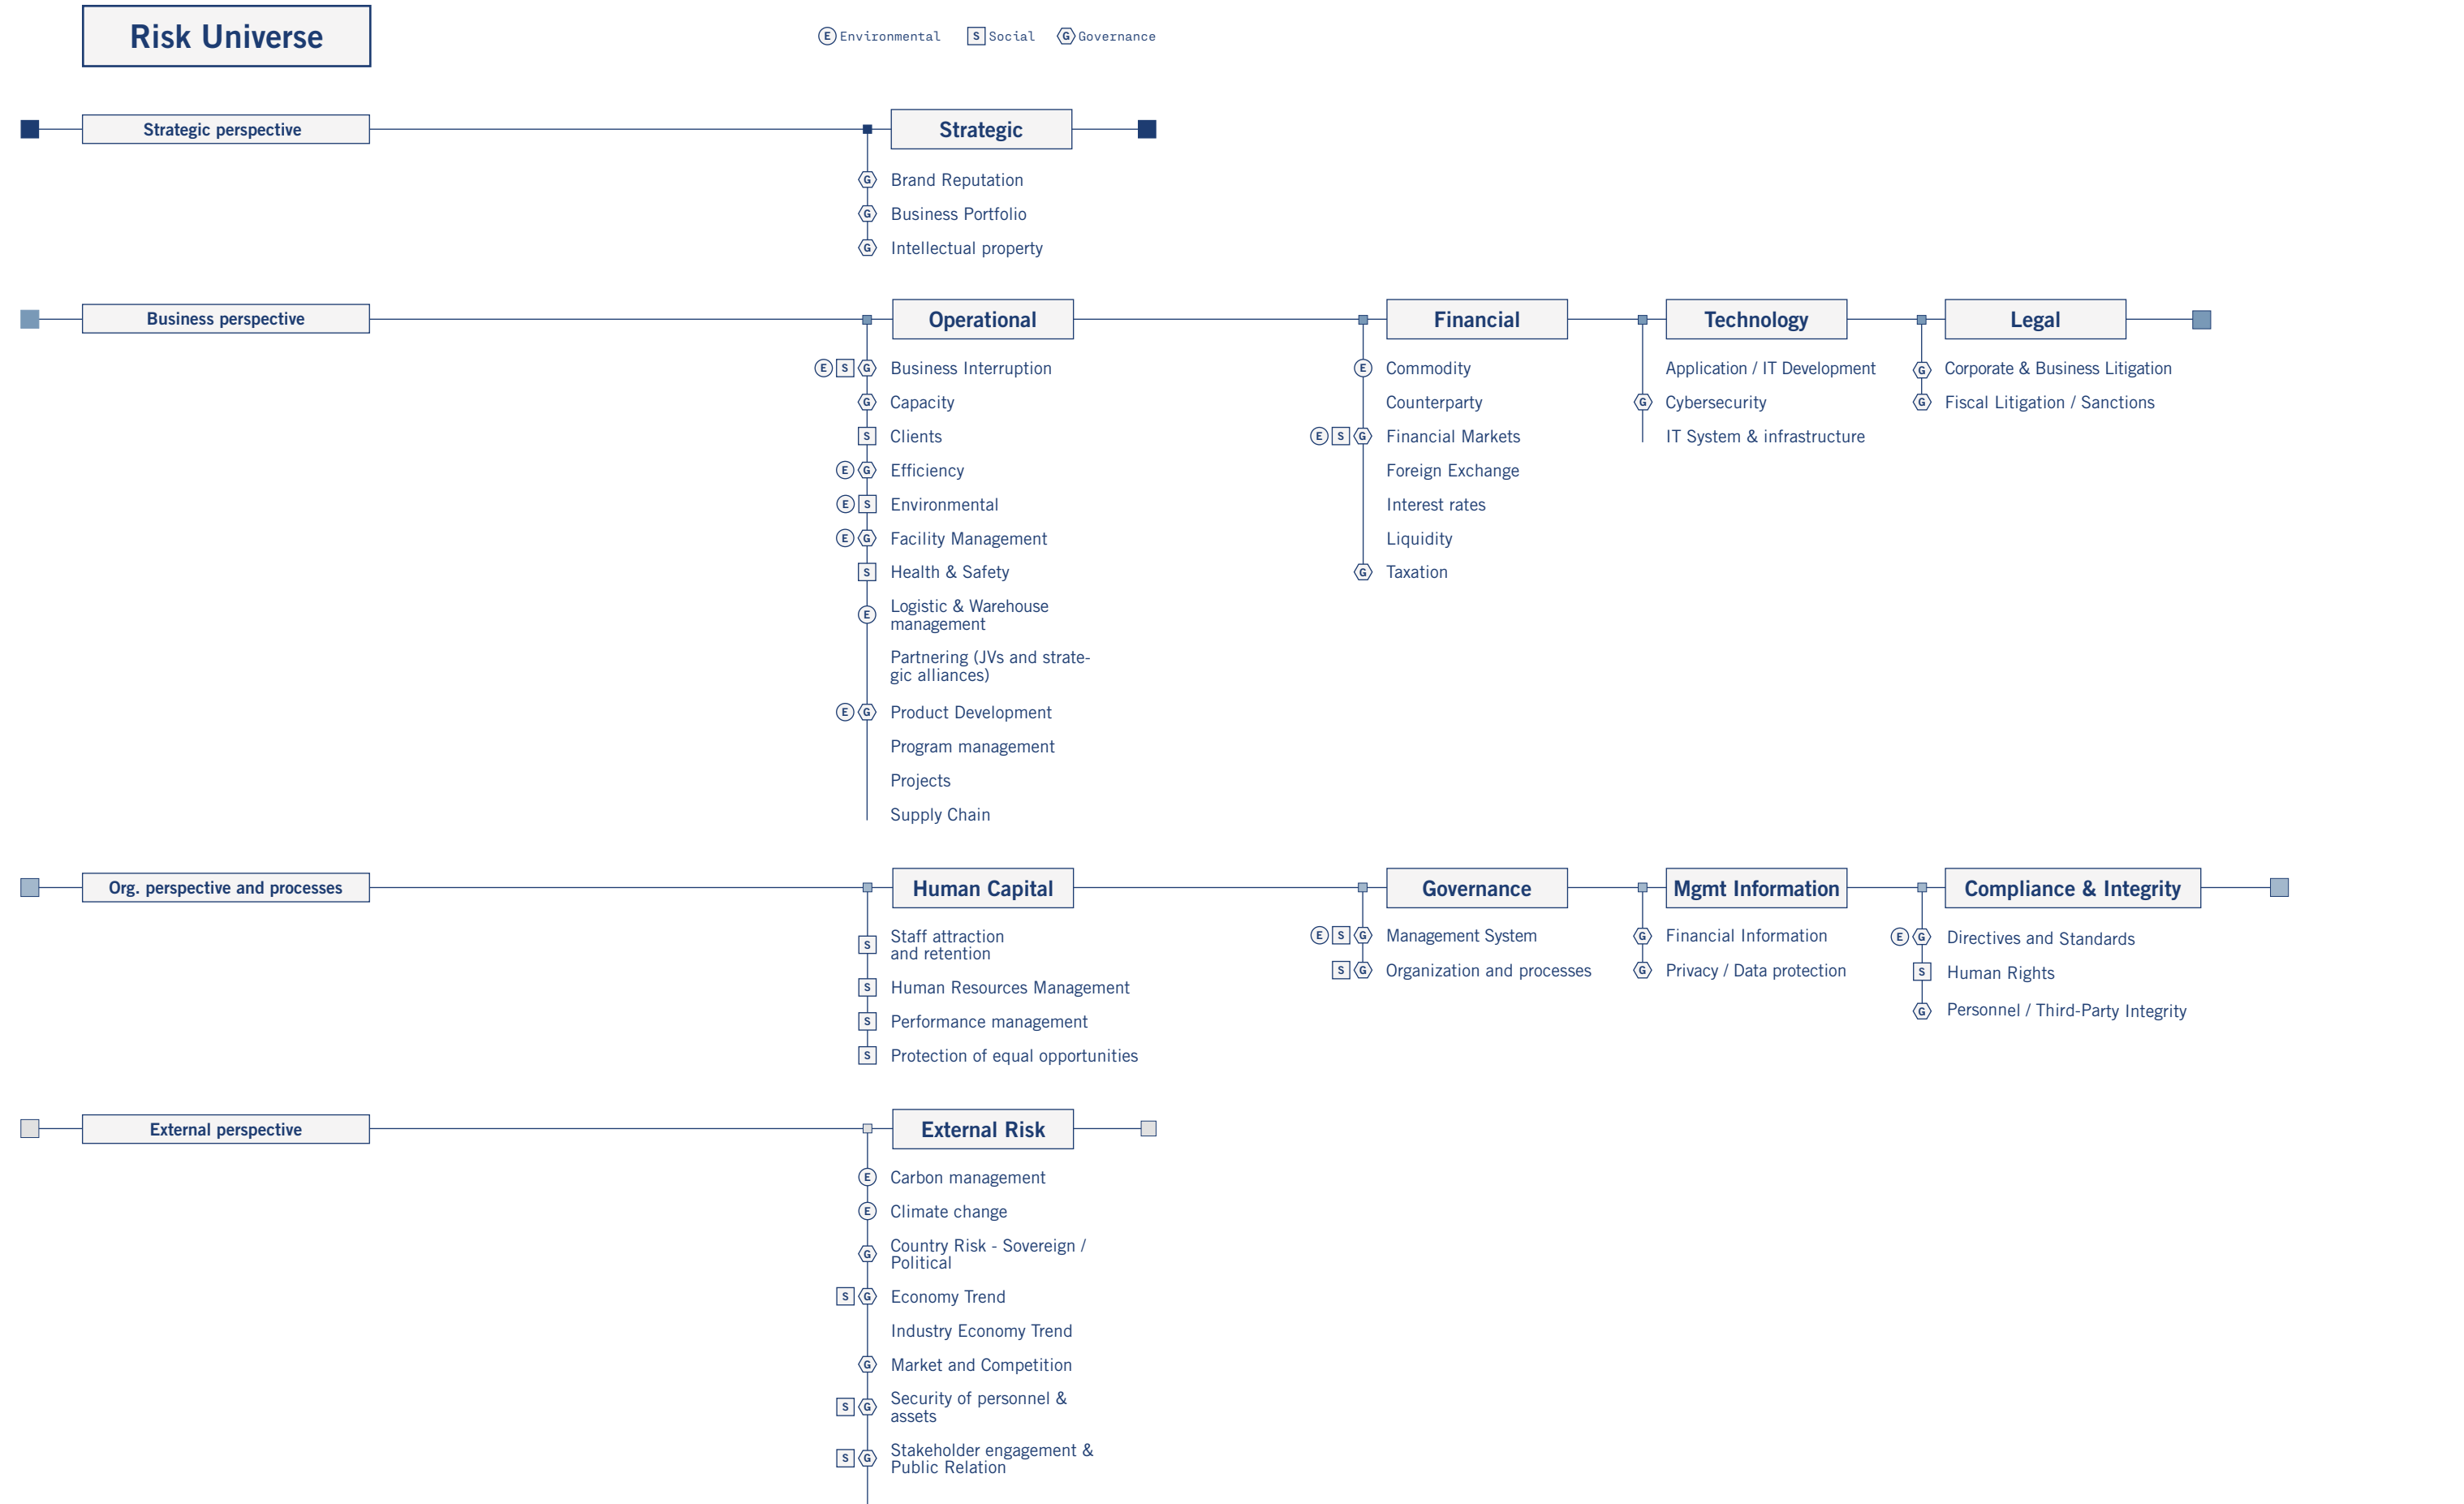 Risk Universe
E Environmental S Social G Governance
Strategic perspective
Strategic
G Brand Reputation
G Business Portfolio
G Intellectual property
Business perspective
Operational
E S G Business Interruption
G Capacity
S Clients
E G Efficiency
E S Environmental
E G Facility Management
S Health & Safety
E Logistic & Warehouse
management
Partnering (JVs and strate-
gic alliances)
E G Product Development
Program management
Projects
Supply Chain
Financial
E Commodity
Counterparty
E S G Financial Markets
Foreign Exchange
Interest rates
Liquidity
G Taxation
Technology
Application / IT Development
G Cybersecurity
IT System & infrastructure
Legal
G Corporate & Business Litigation
G Fiscal Litigation / Sanctions
Org. perspective and processes
Human Capital
S Staff attraction
and retention
S Human Resources Management
S Performance management
S Protection of equal opportunities
Governance
E S G Management System
S G Organization and processes
Mgmt Information
G Financial Information
G Privacy / Data protection
Compliance & Integrity
E G Directives and Standards
S Human Rights
G Personnel / Third-Party Integrity
External perspective
External Risk
E Carbon management
E Climate change
G Country Risk - Sovereign /
Political
S G Economy Trend
Industry Economy Trend
G Market and Competition
S G Security of personnel &
assets
S G Stakeholder engagement &
Public Relation